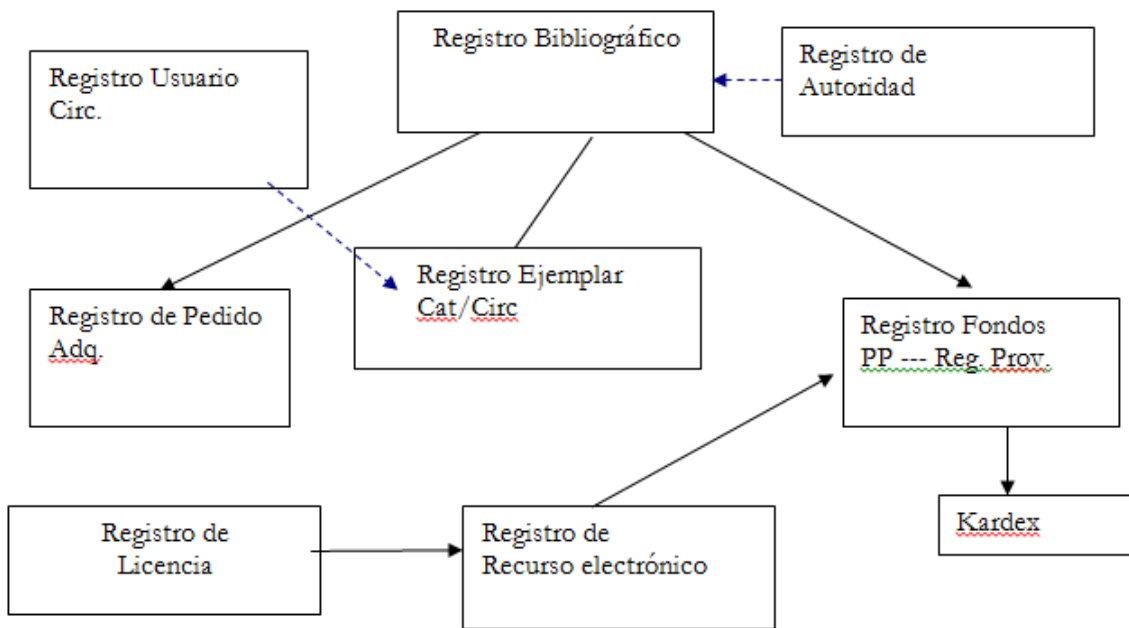 Registro Bibliográfico
Registro de
Autoridad
Registro Usuario
Circ.
Registro Ejemplar
Cat/Circ
Registro de Pedido
Adq.
Registro Fondos
PP --- Reg. Prov.
Kardex
Registro de
Licencia
Registro de
Recurso electrónico